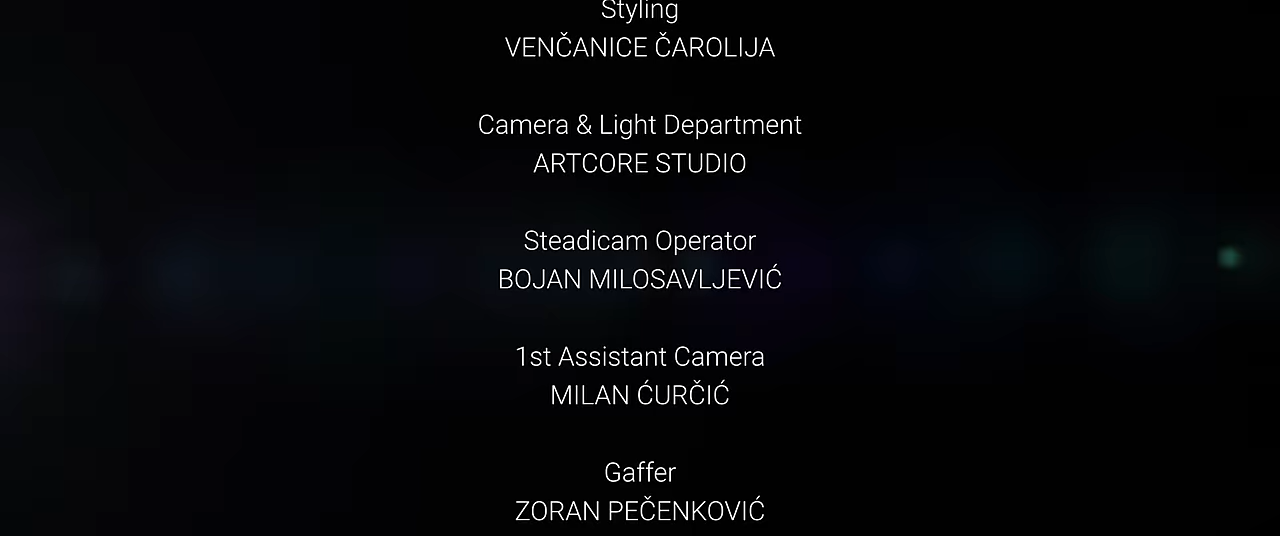 Styling
VENČANICE ČAROLIJA
Camera & Light Department
ARTCORE STUDIO
Steadicam Operator
BOJAN MILOSAVLJEVIĆ
1st Assistant Camera
MILAN ĆURČIĆ
Gaffer
ZORAN PEČENKOVIĆ